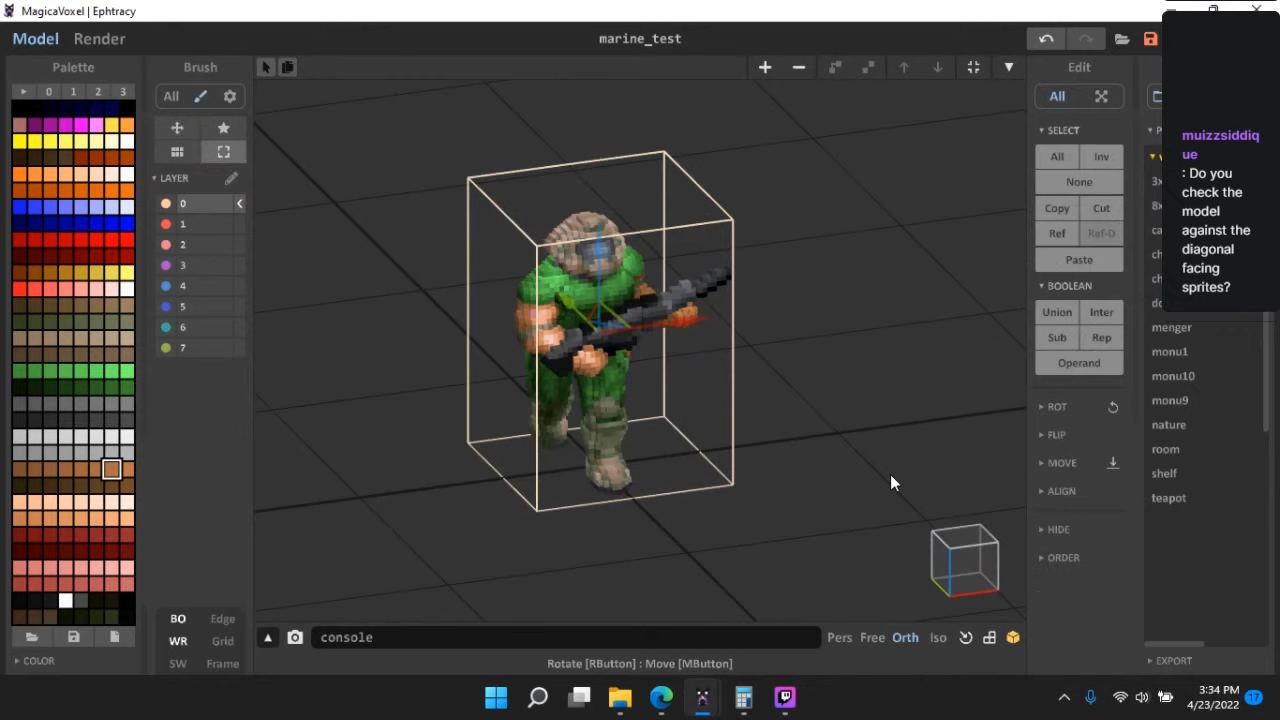 MagicaVoxel | Ephtracy
Model Render
marine_test
Palette
Brush
Edit
0 1 2 3
All
All
LAYER
0
1
2
3
4
5
6
7
SELECT
All Inv
None
Copy Cut
Ref Ref-D
Paste
BOOLEAN
Union Inter
Sub Rep
Operand
ROT
FLIP
MOVE
ALIGN
HIDE
ORDER
muizzsiddiq
ue
: Do you
check the
model
against the
diagonal
facing
sprites?
menger
monu1
monu10
monu9
nature
room
shelf
teapot
EXPORT
BO Edge
WR Grid
SW Frame
COLOR
console
Pers Free Orth Iso
Rotate [RButton] : Move [MButton]
3:34 PM
4/23/2022
17